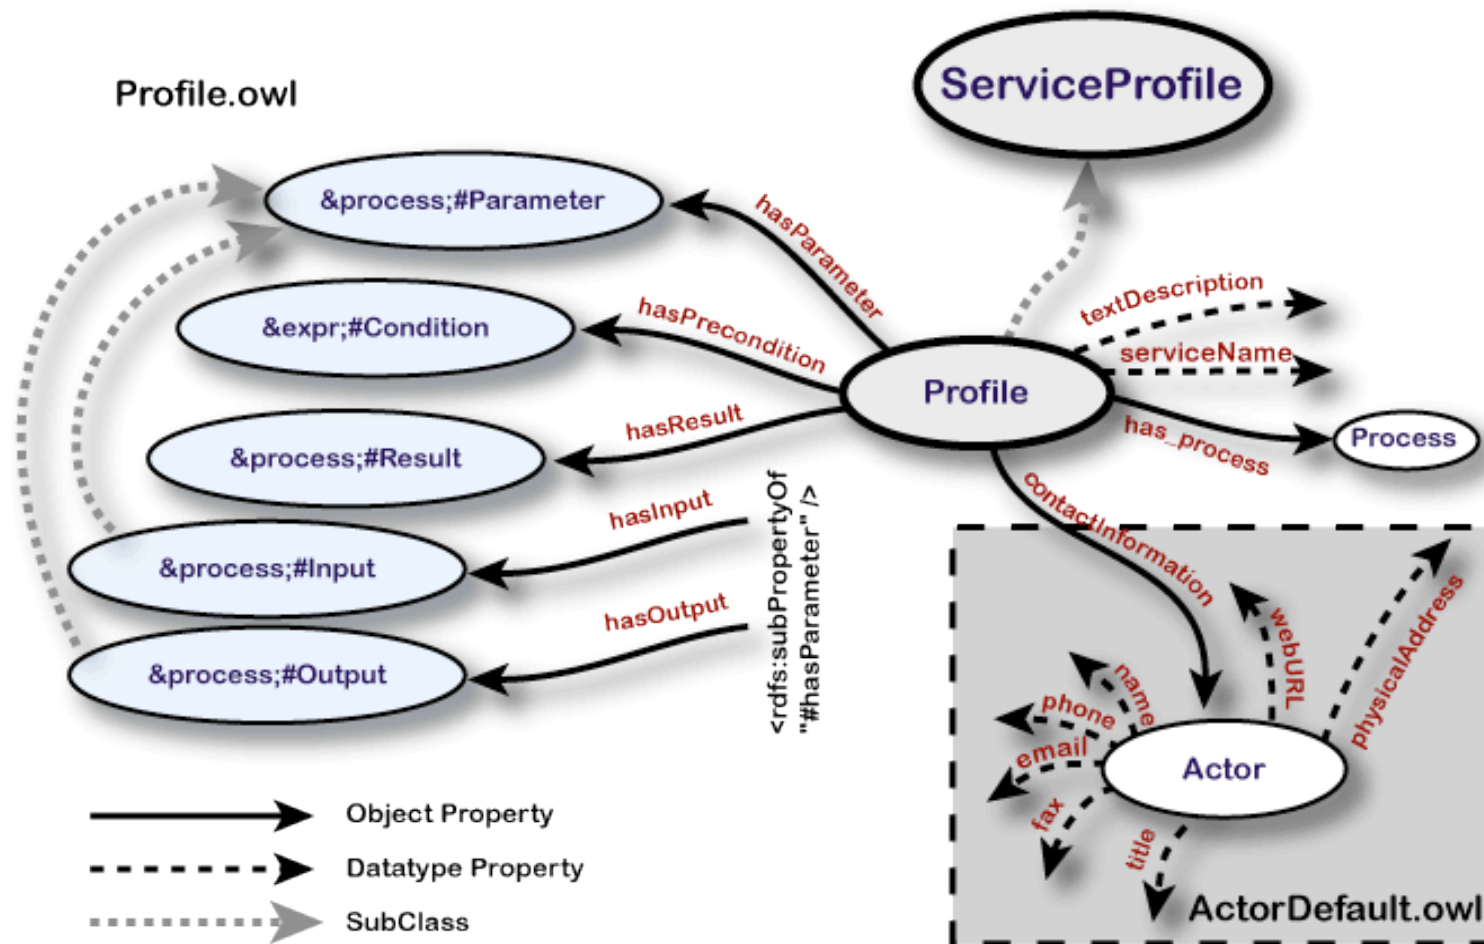 ServiceProfile
Profile.owl
&process;#Parameter
hasParameter
textDescription
&expr;#Condition
hasPrecondition
serviceName
Profile
hasResult
has_process
Process
&process;#Result
contactInformation
hasInput
<rdfs:subPropertyOf
"#hasParameter" />
&process;#Input
hasOutput
&process;#Output
webURL
physicalAddress
name
phone
email
Actor
fax
title
Object Property
Datatype Property
SubClass
ActorDefault.owl